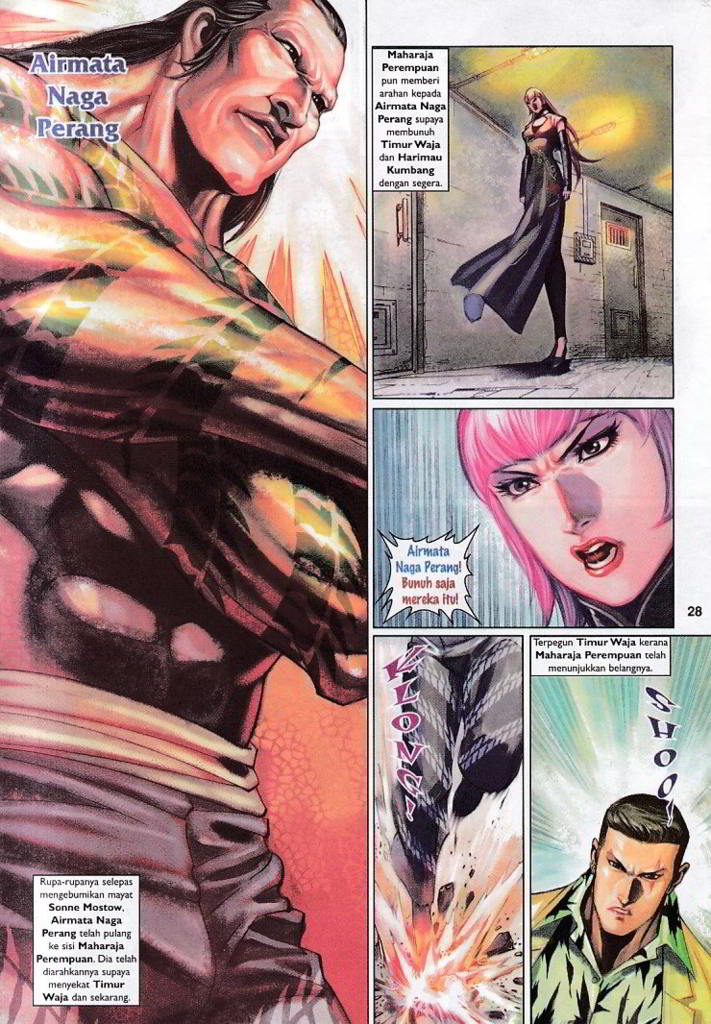 Airmata
Naga
Perang
Maharaja
Perempuan
pun memberi
arahan kepada
Airmata Naga
Perang supaya
membunuh
Timur Waja
dan Harimau
Kumbang
dengan segera.
Airmata
Naga Perang!
Bunuh saja
mereka itu!
28
Rupa-rupanya selepas
mengebumikan mayat
Sonne Mostow,
Airmata Naga
Perang telah pulang
ke sisi Maharaja
Perempuan. Dia telah
diarahkannya supaya
menyekat Timur
Waja dan sekarang.
KLONG!
Terpegun Timur Waja kerana
Maharaja Perempuan telah
menunjukkan belangnya.
SHOO!